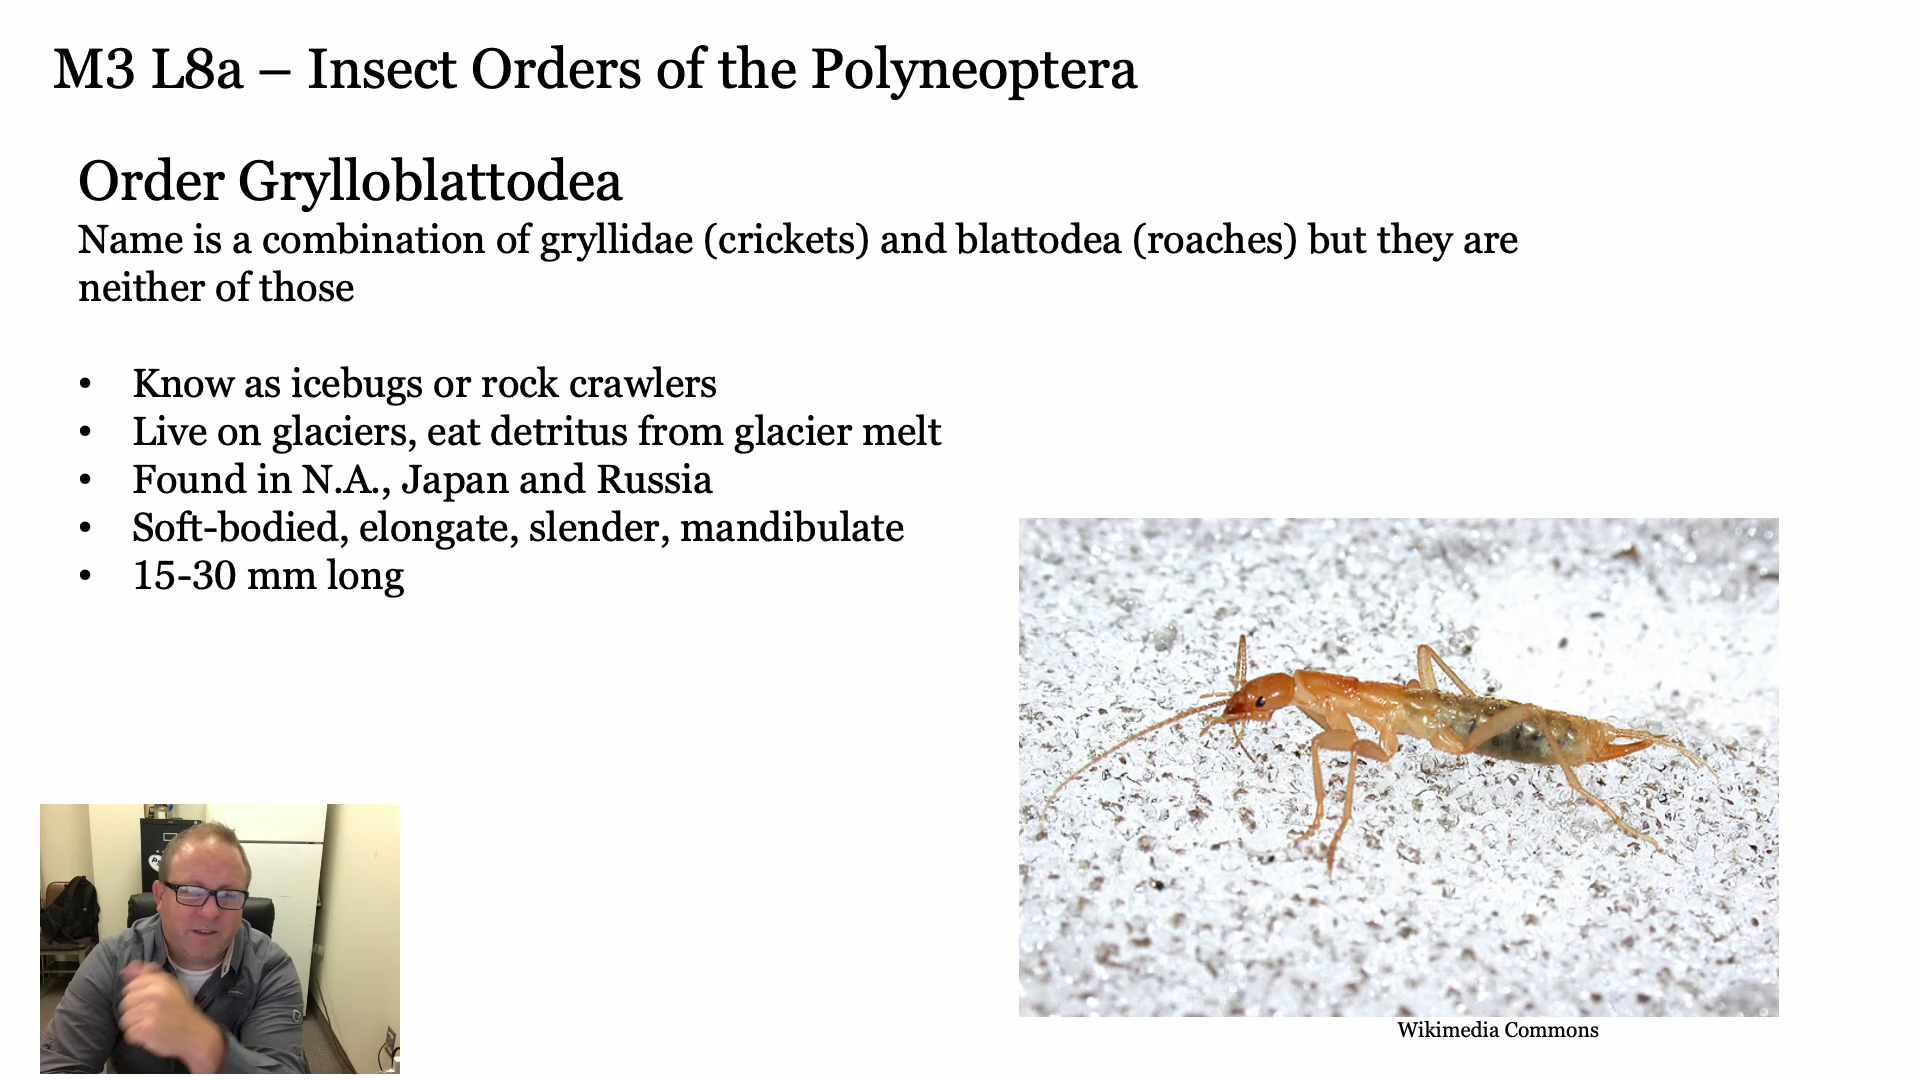 M3 L8a – Insect Orders of the Polyneoptera
Order Grylloblattodea
Name is a combination of gryllidae (crickets) and blattodea (roaches) but they are
neither of those
• Know as icebugs or rock crawlers
• Live on glaciers, eat detritus from glacier melt
• Found in N.A., Japan and Russia
• Soft-bodied, elongate, slender, mandibulate
• 15-30 mm long
Wikimedia Commons